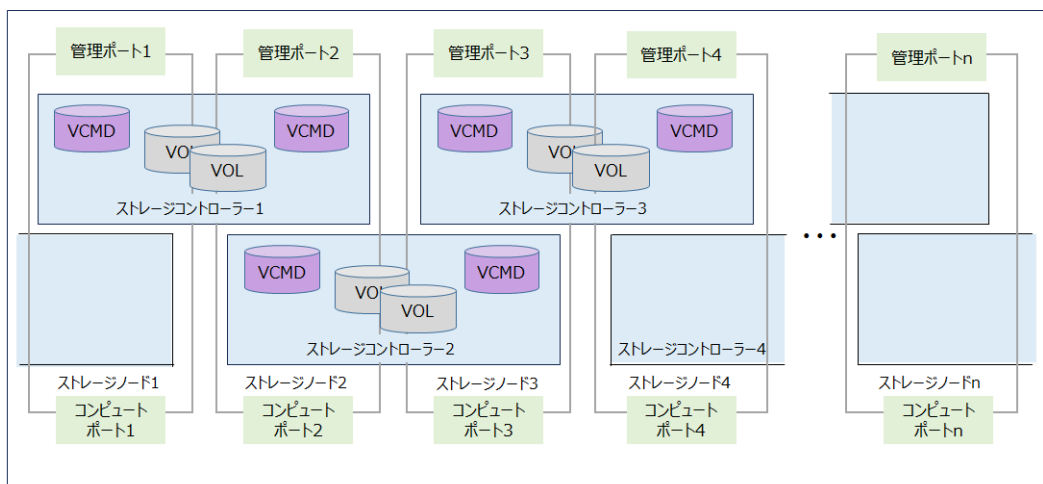 管理ポート1
管理ポート2
管理ポート3
管理ポート4
管理ポートn
VCMD
VOL
VOL
VCMD
ストレージコントローラー1
VCMD
VOL
VOL
VCMD
ストレージコントローラー3
•••
VCMD
VOL
VOL
VCMD
ストレージコントローラー2
ストレージコントローラー4
ストレージノード1
ストレージノード2
ストレージノード3
ストレージノード4
ストレージノードn
コンピュート
ポート1
コンピュート
ポート2
コンピュート
ポート3
コンピュート
ポート4
コンピュート
ポートn